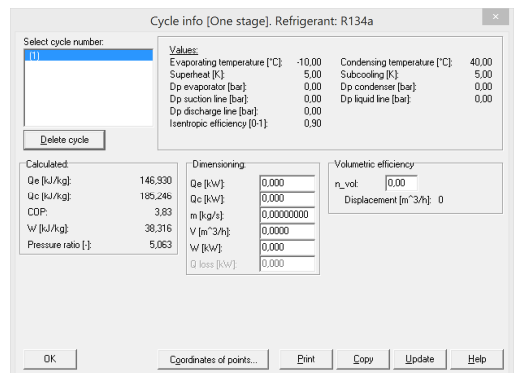 Cycle info [One stage]. Refrigerant: R134a
Select cycle number:
(1)
Delete cycle
Values:
Evaporating temperature [°C]: -10,00 Condensing temperature [°C]: 40,00
Superheat [K]: 5,00 Subcooling [K]: 5,00
Dp evaporator [bar]: 0,00 Dp condenser [bar]: 0,00
Dp suction line [bar]: 0,00 Dp liquid line [bar]: 0,00
Dp discharge line [bar]: 0,00
Isentropic efficiency [0-1]: 0,90
Calculated:
Qe [kJ/kg]: 146,930
Qc [kJ/kg]: 185,246
COP: 3,83
W [kJ/kg]: 38,316
Pressure ratio [-]: 5,063
Dimensioning:
Qe [kW]: 0,000
Qc [kW]: 0,000
m [kg/s]: 0,00000000
V [m^3/h]: 0,0000
W [kW]: 0,000
Q loss [kW]: 0,000
Volumetric efficiency
n_vol: 0,00
Displacement [m^3/h]: 0
OK Coordinates of points... Print Copy Update Help